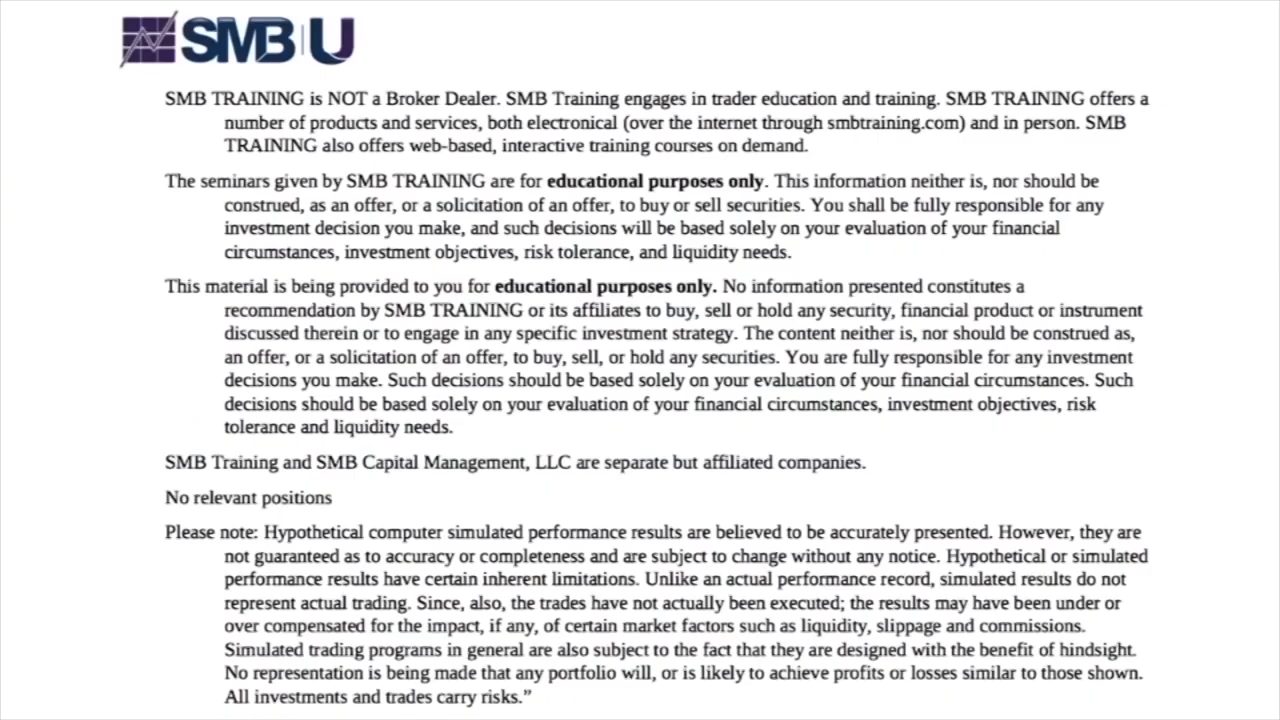 SMB U
SMB TRAINING is NOT a Broker Dealer. SMB Training engages in trader education and training. SMB TRAINING offers a
number of products and services, both electronical (over the internet through smbtraining.com) and in person. SMB
TRAINING also offers web-based, interactive training courses on demand.
The seminars given by SMB TRAINING are for educational purposes only. This information neither is, nor should be
construed, as an offer, or a solicitation of an offer, to buy or sell securities. You shall be fully responsible for any
investment decision you make, and such decisions will be based solely on your evaluation of your financial
circumstances, investment objectives, risk tolerance, and liquidity needs.
This material is being provided to you for educational purposes only. No information presented constitutes a
recommendation by SMB TRAINING or its affiliates to buy, sell or hold any security, financial product or instrument
discussed therein or to engage in any specific investment strategy. The content neither is, nor should be construed as,
an offer, or a solicitation of an offer, to buy, sell, or hold any securities. You are fully responsible for any investment
decisions you make. Such decisions should be based solely on your evaluation of your financial circumstances. Such
decisions should be based solely on your evaluation of your financial circumstances, investment objectives, risk
tolerance and liquidity needs.
SMB Training and SMB Capital Management, LLC are separate but affiliated companies.
No relevant positions
Please note: Hypothetical computer simulated performance results are believed to be accurately presented. However, they are
not guaranteed as to accuracy or completeness and are subject to change without any notice. Hypothetical or simulated
performance results have certain inherent limitations. Unlike an actual performance record, simulated results do not
represent actual trading. Since, also, the trades have not actually been executed; the results may have been under or
over compensated for the impact, if any, of certain market factors such as liquidity, slippage and commissions.
Simulated trading programs in general are also subject to the fact that they are designed with the benefit of hindsight.
No representation is being made that any portfolio will, or is likely to achieve profits or losses similar to those shown.
All investments and trades carry risks.”